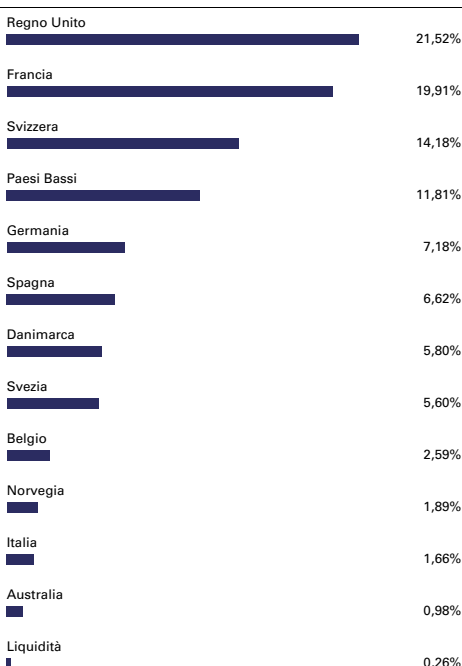 Regno Unito
21,52%
Francia
19,91%
Svizzera
14,18%
Paesi Bassi
11,81%
Germania
7,18%
Spagna
6,62%
Danimarca
5,80%
Svezia
5,60%
Belgio
2,59%
Norvegia
1,89%
Italia
1,66%
Australia
0,98%
Liquidità
0,26%